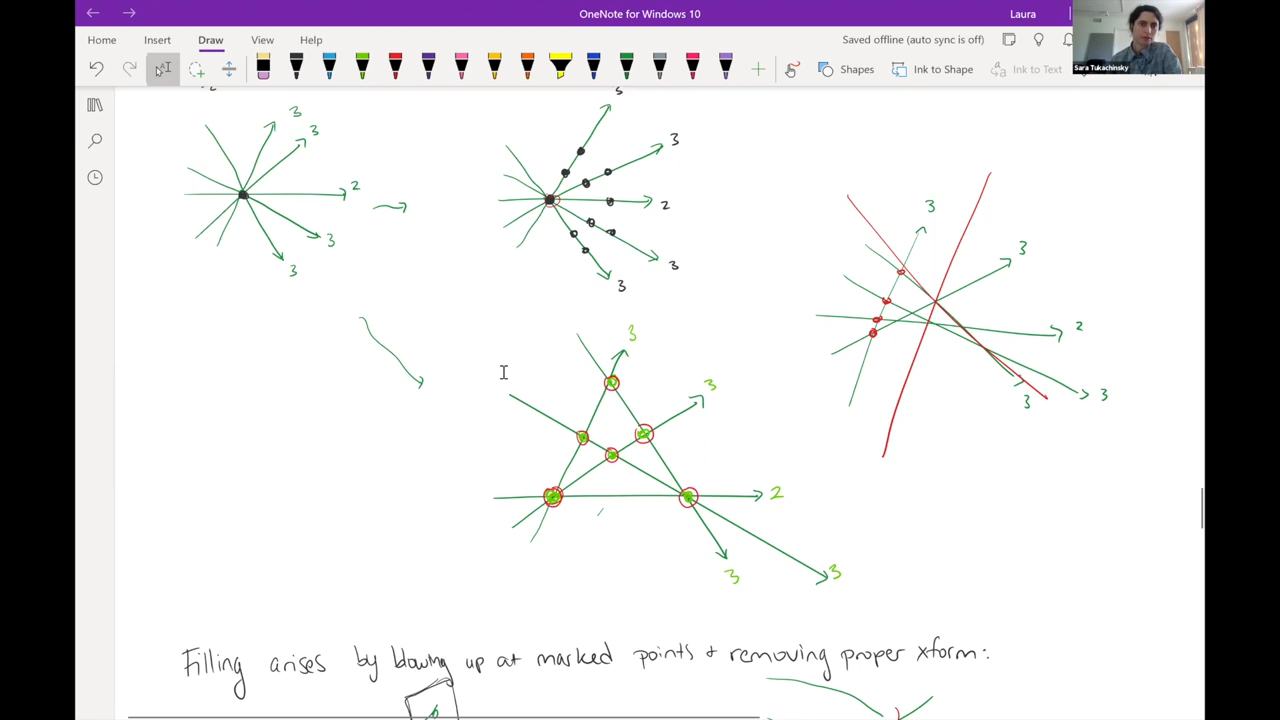 OneNote for Windows 10
Laura
Home Insert Draw View Help
Saved offline (auto sync is off)
Shapes
Ink to Shape
Ink to Text
Sara Tukachinsky
3
3
2
3
3
3
2
3
3
3
3
2
3
3
3
3
2
3
3
Filling arises by blowing up at marked points + removing proper xform: